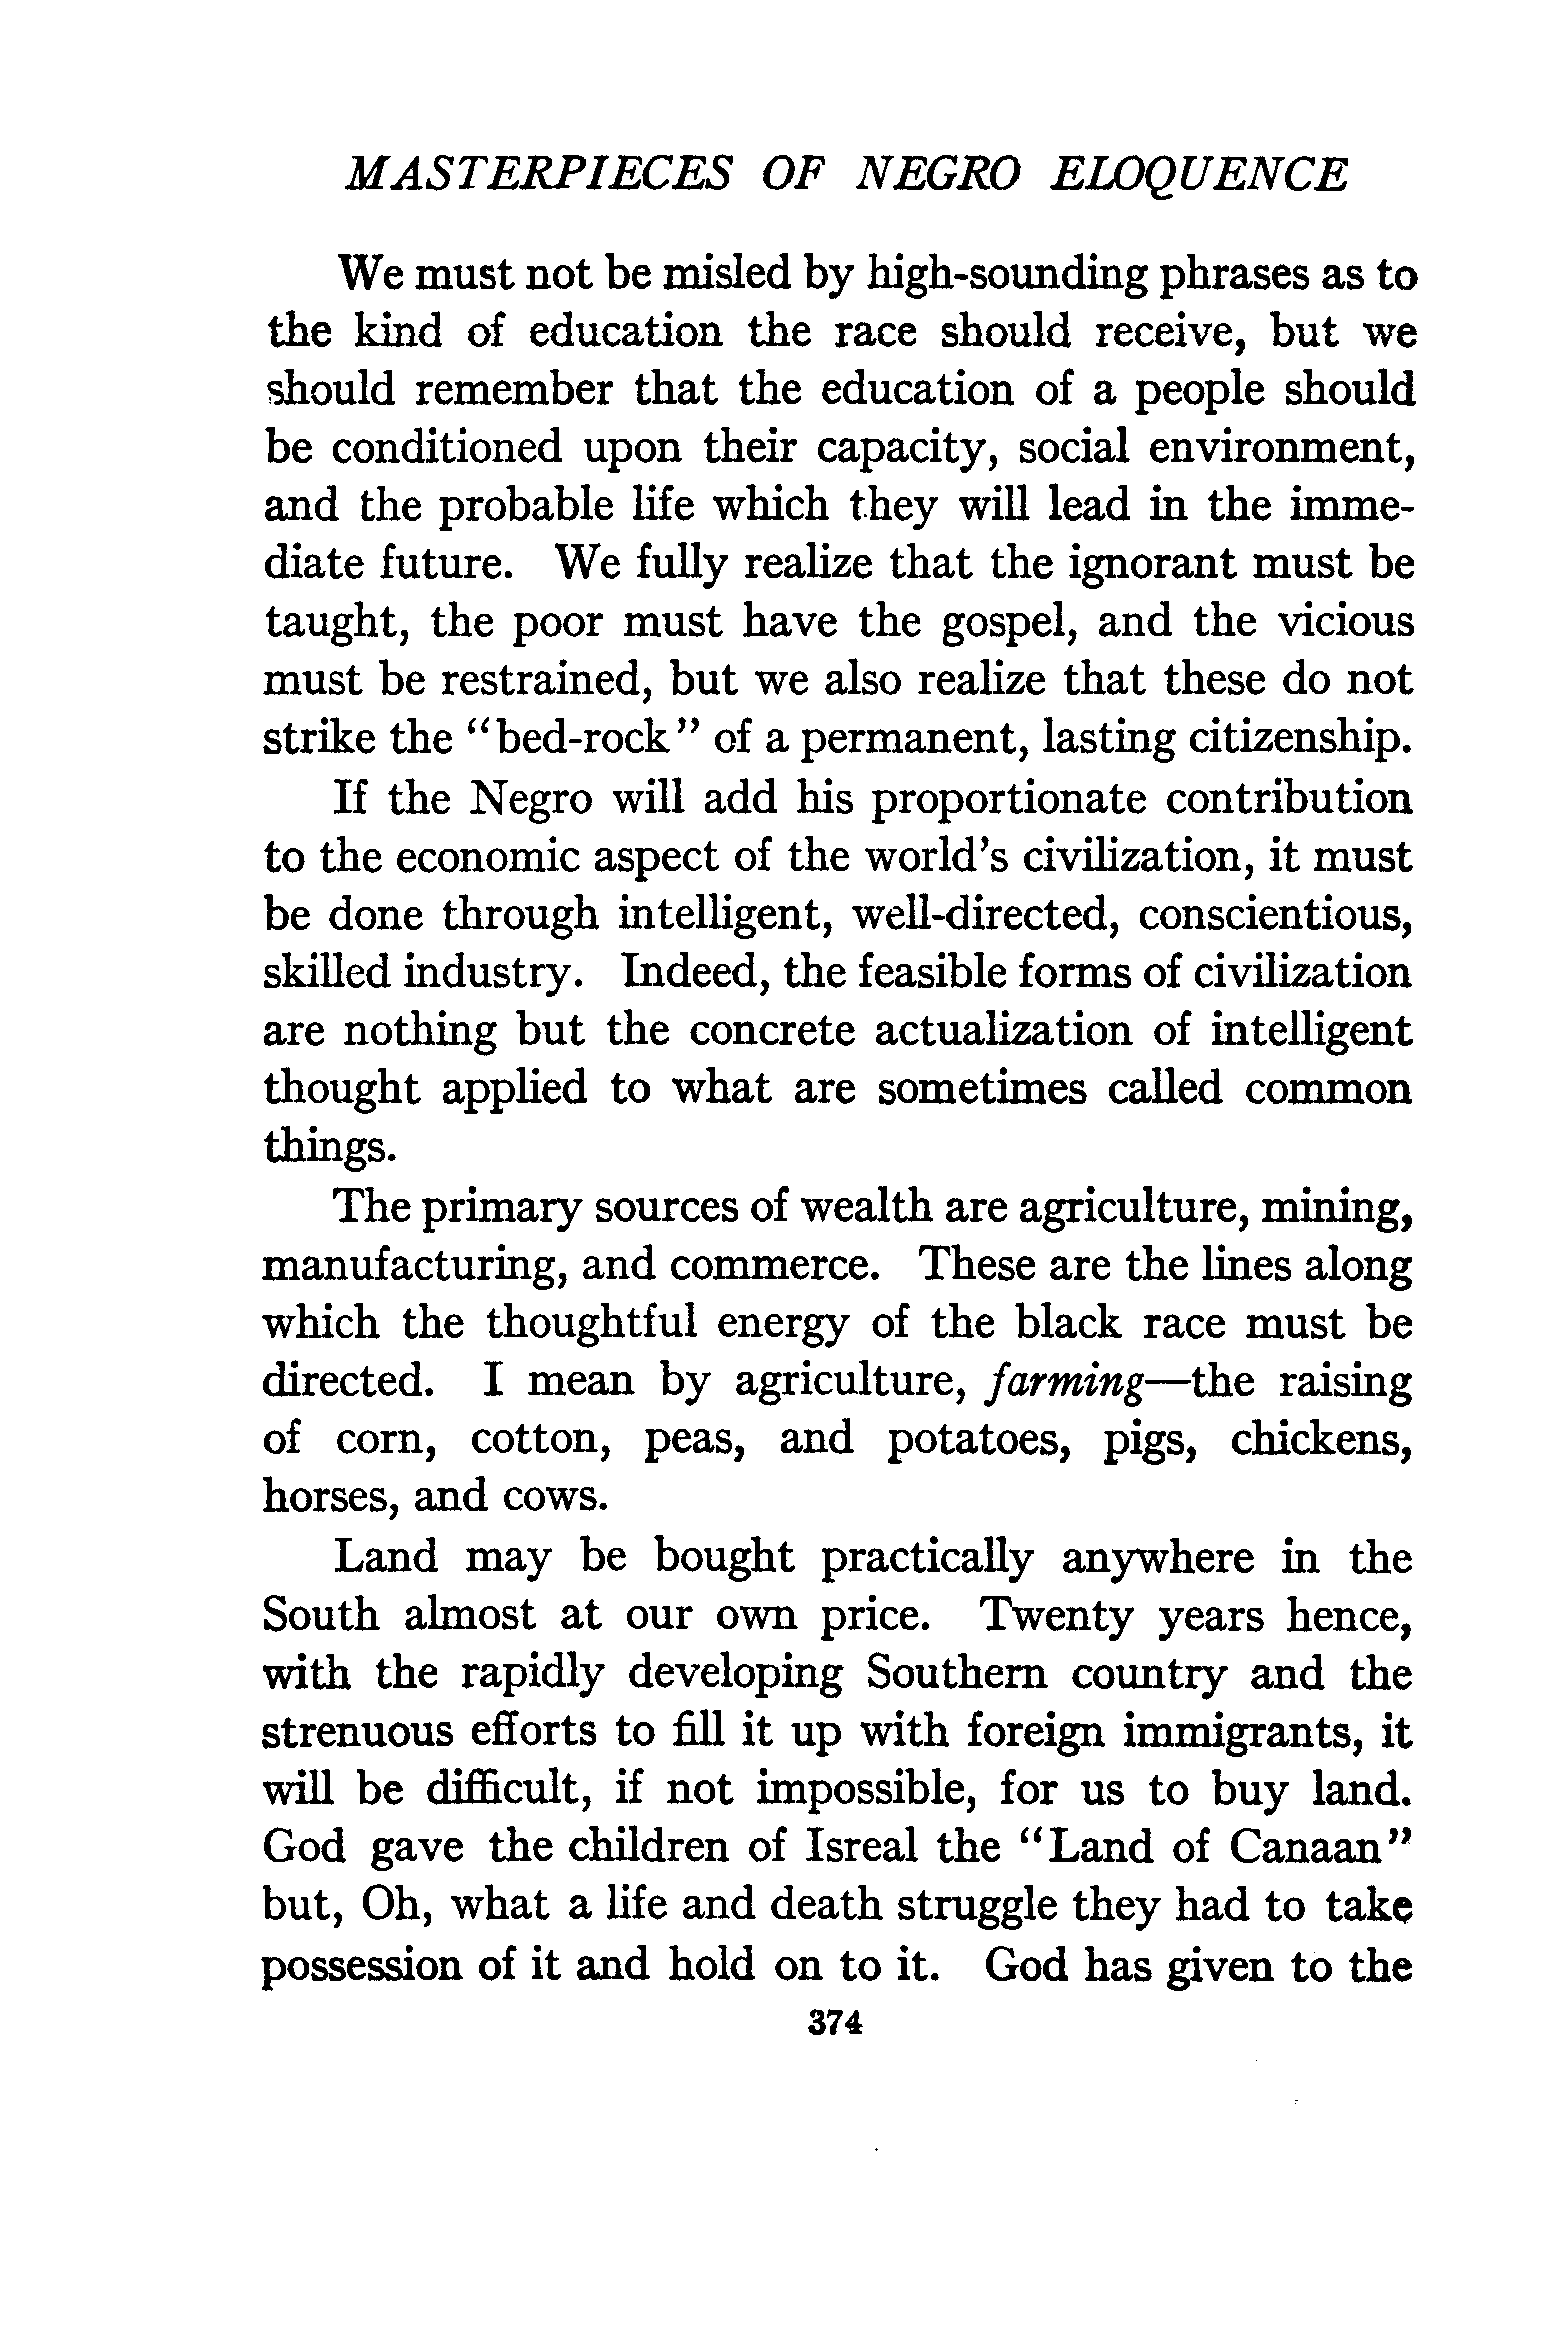 MASTERPIECES OF NEGRO ELOQUENCE
We must not be misled by high-sounding phrases as to
the kind of education the race should receive, but we
should remember that the education of a people should
be conditioned upon their capacity, social environment,
and the probable life which they will lead in the imme-
diate future. We fully realize that the ignorant must be
taught, the poor must have the gospel, and the vicious
must be restrained, but we also realize that these do not
strike the "bed-rock" of a permanent, lasting citizenship.
If the Negro will add his proportionate contribution
to the economic aspect of the world's civilization, it must
be done through intelligent, well-directed, conscientious,
skilled industry. Indeed, the feasible forms of civilization
are nothing but the concrete actualization of intelligent
thought applied to what are sometimes called common
things.
The primary sources of wealth are agriculture, mining,
manufacturing, and commerce. These are the lines along
which the thoughtful energy of the black race must be
directed. I mean by agriculture, farming—the raising
of corn, cotton, peas, and potatoes, pigs, chickens,
horses, and cows.
Land may be bought practically anywhere in the
South almost at our own price. Twenty years hence,
with the rapidly developing Southern country and the
strenuous efforts to fill it up with foreign immigrants, it
will be difficult, if not impossible, for us to buy land.
God gave the children of Isreal the "Land of Canaan"
but, Oh, what a life and death struggle they had to take
possession of it and hold on to it. God has given to the
374